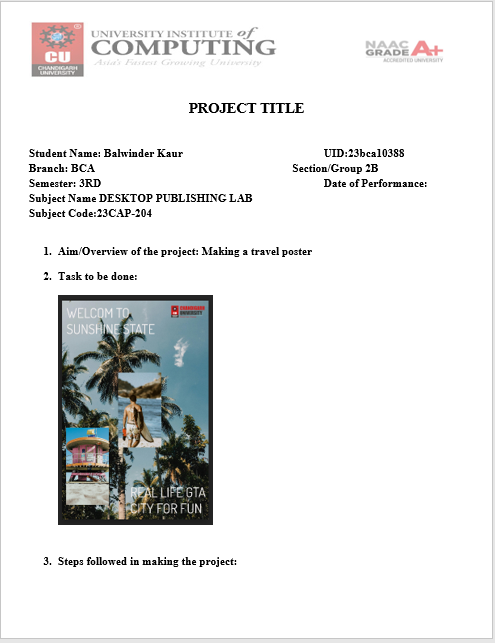 UNIVERSITY INSTITUTE of
COMPUTING
Asia's Fastest Growing University
CU
CHANDIGARH
UNIVERSITY
NAAC
GRADE A+
ACCREDITED UNIVERSITY
PROJECT TITLE
Student Name: Balwinder Kaur UID:23bca10388
Branch: BCA Section/Group 2B
Semester: 3RD Date of Performance:
Subject Name DESKTOP PUBLISHING LAB
Subject Code:23CAP-204
1. Aim/Overview of the project: Making a travel poster
2. Task to be done:
WELCOM TO
SUNSHINE STATE
CHANDIGARH
UNIVERSITY
REAL LIFE GTA
CITY FOR FUN
3. Steps followed in making the project: